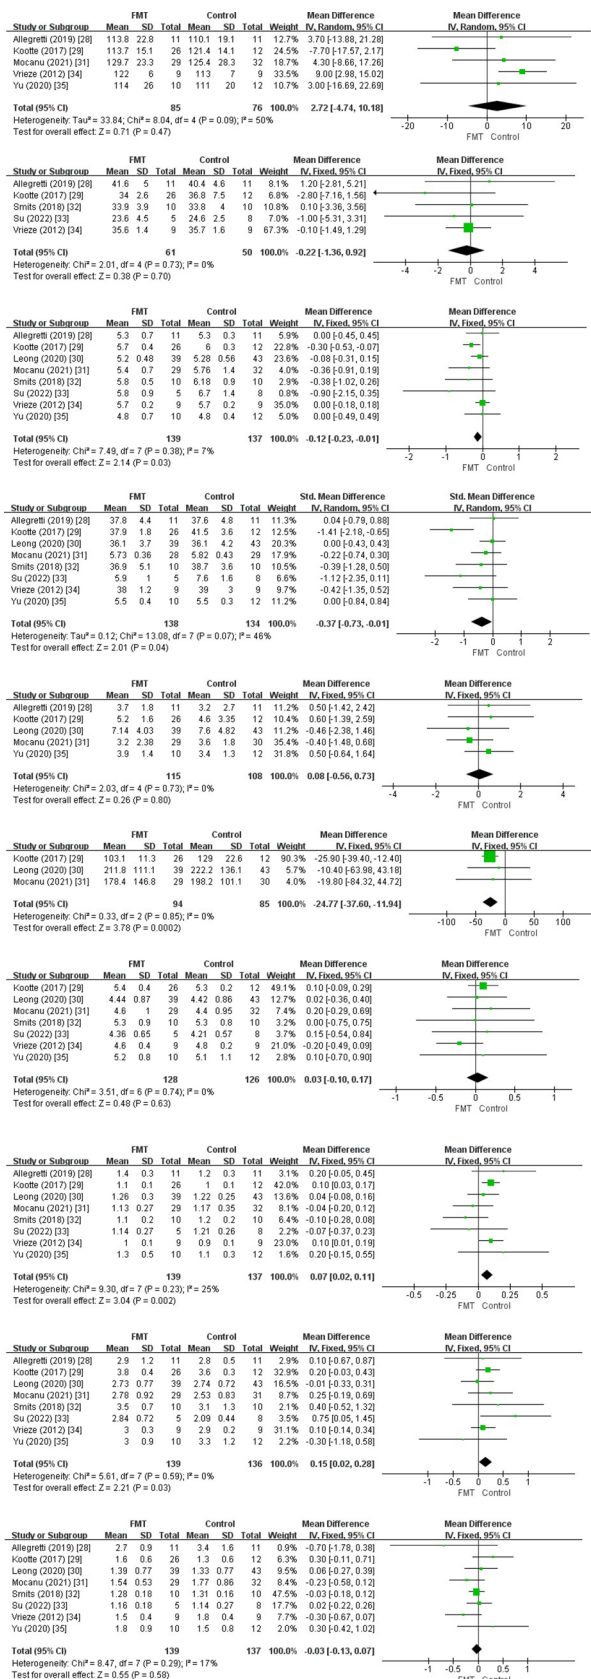 FMT Control Mean Difference Mean Difference
Study or Subgroup Mean SD Total Mean SD Total Weight IV, Random, 95% CI IV, Random, 95% CI
Allegretti (2019) [28] 113.8 22.8 11 110.1 19.1 11 3.70 [-13.88, 21.28]
Kootte (2017) [29] 113.7 15.1 26 121.4 14.1 12 24.5% -7.70 [-17.57, 2.17]
Mocanu (2021) [31] 129.7 23.3 29 125.4 28.3 32 17.5% 4.30 [-8.66, 17.26]
Vrieze (2012) [34] 122 6 9 113 7 9 9.00 [2.98, 15.02]
Yu (2020) [35] 114 26 10 111 20 12 3.00 [-16.69, 22.69]
Total (95% CI) 85 76 100.0% 2.72 [-4.74, 10.18]
Heterogeneity: Tau² = 33.84; Chi² = 8.04, df = 4 (P = 0.09); I² = 50%
Test for overall effect: Z = 0.71 (P = 0.47)
-20 -10 0 10 20
FMT Control
FMT Control Mean Difference Mean Difference
Study or Subgroup Mean SD Total Mean SD Total Weight IV, Fixed, 95% CI IV, Fixed, 95% CI
Allegretti (2019) [28] 41.6 5 11 40.4 4.6 11 8.1% 1.20 [-2.81, 5.21]
Kootte (2017) [29] 34 2.6 26 36.8 7.5 12 6.8% -2.80 [-7.16, 1.56]
Smits (2018) [32] 33.9 3.9 10 33.8 4 10 0.10 [-3.36, 3.56]
Su (2022) [33] 23.6 4.5 5 24.6 2.5 8 7.0% -1.00 [-5.31, 3.31]
Vrieze (2012) [34] 35.6 1.4 9 35.7 1.6 9 67.3% -0.10 [-1.49, 1.29]
Total (95% CI) 61 50 100.0% -0.22 [-1.36, 0.92]
Heterogeneity: Chi² = 2.01, df = 4 (P = 0.73); I² = 0%
Test for overall effect: Z = 0.38 (P = 0.70)
-4 -2 0 2 4
FMT Control
FMT Control Mean Difference Mean Difference
Study or Subgroup Mean SD Total Mean SD Total Weight IV, Fixed, 95% CI IV, Fixed, 95% CI
Allegretti (2019) [28] 5.3 0.7 11 5.3 0.3 11 5.9% 0.00 [-0.45, 0.45]
Kootte (2017) [29] 5.7 0.4 26 6 0.3 12 -0.30 [-0.53, -0.07]
Leong (2020) [30] 5.2 0.48 39 5.28 0.56 43 -0.08 [-0.31, 0.15]
Mocanu (2021) [31] 5.4 0.7 29 5.76 1.4 32 -0.36 [-0.91, 0.19]
Smits (2018) [32] 5.8 0.5 10 6.18 0.9 10 -0.38 [-1.02, 0.26]
Su (2022) [33] 5.8 0.9 5 6.7 1.4 8 -0.90 [-2.15, 0.35]
Vrieze (2012) [34] 5.7 0.2 9 5.7 0.2 9 35.0% 0.00 [-0.18, 0.18]
Yu (2020) [35] 4.8 0.7 10 4.8 0.4 12 0.00 [-0.49, 0.49]
Total (95% CI) 139 137 100.0% -0.12 [-0.23, -0.01]
Heterogeneity: Chi² = 7.49, df = 7 (P = 0.38); I² = 7%
Test for overall effect: Z = 2.14 (P = 0.03)
-2 -1 0 1 2
FMT Control
FMT Control Std. Mean Difference Std. Mean Difference
Study or Subgroup Mean SD Total Mean SD Total Weight IV, Random, 95% CI IV, Random, 95% CI
Allegretti (2019) [28] 37.8 4.4 11 37.6 4.8 11 11.3% 0.04 [-0.79, 0.88]
Kootte (2017) [29] 37.9 1.8 26 41.5 3.6 12 -1.41 [-2.18, -0.65]
Leong (2020) [30] 36.1 3.7 39 36.1 4.2 43 0.00 [-0.43, 0.43]
Mocanu (2021) [31] 5.73 0.36 28 5.82 0.43 29 -0.22 [-0.74, 0.30]
Smits (2018) [32] 36.9 5.1 10 38.7 3.6 10 -0.39 [-1.28, 0.50]
Su (2022) [33] 5.9 1 5 7.6 1.6 8 -1.12 [-2.35, 0.11]
Vrieze (2012) [34] 38 1.2 9 39 3 9 -0.42 [-1.35, 0.52]
Yu (2020) [35] 5.5 0.4 10 5.5 0.3 12 0.00 [-0.84, 0.84]
Total (95% CI) 138 134 100.0% -0.37 [-0.73, -0.01]
Heterogeneity: Tau² = 0.12; Chi² = 13.08, df = 7 (P = 0.07); I² = 46%
Test for overall effect: Z = 2.01 (P = 0.04)
-2 -1 0 1 2
FMT Control
FMT Control Mean Difference Mean Difference
Study or Subgroup Mean SD Total Mean SD Total Weight IV, Fixed, 95% CI IV, Fixed, 95% CI
Allegretti (2019) [28] 3.7 1.8 11 3.2 2.7 11 11.2% 0.50 [-1.42, 2.42]
Kootte (2017) [29] 5.2 1.6 26 4.6 3.35 12 10.4% 0.60 [-1.39, 2.59]
Leong (2020) [30] 7.14 4.03 39 7.6 4.82 43 -0.46 [-2.38, 1.46]
Mocanu (2021) [31] 3.2 2.38 29 3.6 1.8 30 -0.40 [-1.48, 0.68]
Yu (2020) [35] 3.9 1.4 10 3.4 1.3 12 31.8% 0.50 [-0.64, 1.64]
Total (95% CI) 115 108 100.0% 0.08 [-0.56, 0.73]
Heterogeneity: Chi² = 2.03, df = 4 (P = 0.73); I² = 0%
Test for overall effect: Z = 0.26 (P = 0.80)
-4 -2 0 2 4
FMT Control
FMT Control Mean Difference Mean Difference
Study or Subgroup Mean SD Total Mean SD Total Weight IV, Fixed, 95% CI IV, Fixed, 95% CI
Kootte (2017) [29] 103.1 11.3 26 129 22.6 12 90.3% -25.90 [-39.40, -12.40]
Leong (2020) [30] 211.8 111.1 39 222.2 136.1 43 -10.40 [-63.98, 43.18]
Mocanu (2021) [31] 178.4 146.8 29 198.2 101.1 30 4.0% -19.80 [-84.32, 44.72]
Total (95% CI) 94 85 100.0% -24.77 [-37.60, -11.94]
Heterogeneity: Chi² = 0.33, df = 2 (P = 0.85); I² = 0%
Test for overall effect: Z = 3.78 (P = 0.0002)
-100 -50 0 50 100
FMT Control
FMT Control Mean Difference Mean Difference
Study or Subgroup Mean SD Total Mean SD Total Weight IV, Fixed, 95% CI IV, Fixed, 95% CI
Kootte (2017) [29] 5.4 0.4 26 5.3 0.2 12 49.1% 0.10 [-0.09, 0.29]
Leong (2020) [30] 4.44 0.87 39 4.42 0.86 43 0.02 [-0.36, 0.40]
Mocanu (2021) [31] 4.6 1 29 4.4 0.95 32 0.20 [-0.29, 0.69]
Smits (2018) [32] 5.3 0.9 10 5.3 0.8 10 0.00 [-0.75, 0.75]
Su (2022) [33] 4.36 0.65 5 4.21 0.57 8 0.15 [-0.54, 0.84]
Vrieze (2012) [34] 4.6 0.4 9 4.8 0.2 9 21.0% -0.20 [-0.49, 0.09]
Yu (2020) [35] 5.2 0.8 10 5.1 1.1 12 0.10 [-0.70, 0.90]
Total (95% CI) 128 126 100.0% 0.03 [-0.10, 0.17]
Heterogeneity: Chi² = 3.51, df = 6 (P = 0.74); I² = 0%
Test for overall effect: Z = 0.48 (P = 0.63)
-1 -0.5 0 0.5 1
FMT Control
FMT Control Mean Difference Mean Difference
Study or Subgroup Mean SD Total Mean SD Total Weight IV, Fixed, 95% CI IV, Fixed, 95% CI
Allegretti (2019) [28] 1.4 0.3 11 1.2 0.3 11 3.1% 0.20 [-0.05, 0.45]
Kootte (2017) [29] 1.1 0.1 26 1 0.1 12 42.0% 0.10 [0.03, 0.17]
Leong (2020) [30] 1.26 0.3 39 1.22 0.25 43 0.04 [-0.08, 0.16]
Mocanu (2021) [31] 1.13 0.27 29 1.17 0.35 32 -0.04 [-0.20, 0.12]
Smits (2018) [32] 1.1 0.2 10 1.2 0.2 10 -0.10 [-0.28, 0.08]
Su (2022) [33] 1.14 0.27 5 1.21 0.26 8 -0.07 [-0.37, 0.23]
Vrieze (2012) [34] 1 0.1 9 0.9 0.1 9 23.0% 0.10 [0.01, 0.19]
Yu (2020) [35] 1.3 0.5 10 1.1 0.3 12 1.6% 0.20 [-0.15, 0.55]
Total (95% CI) 139 137 100.0% 0.07 [0.02, 0.11]
Heterogeneity: Chi² = 9.30, df = 7 (P = 0.23); I² = 25%
Test for overall effect: Z = 3.04 (P = 0.002)
-0.5 -0.25 0 0.25 0.5
FMT Control
FMT Control Mean Difference Mean Difference
Study or Subgroup Mean SD Total Mean SD Total Weight IV, Fixed, 95% CI IV, Fixed, 95% CI
Allegretti (2019) [28] 2.9 1.2 11 2.8 0.5 11 2.9% 0.10 [-0.67, 0.87]
Kootte (2017) [29] 3.8 0.4 26 3.6 0.3 12 0.20 [-0.03, 0.43]
Leong (2020) [30] 2.73 0.77 39 2.74 0.72 43 -0.01 [-0.33, 0.31]
Mocanu (2021) [31] 2.78 0.92 29 2.53 0.83 31 0.25 [-0.19, 0.69]
Smits (2018) [32] 3.5 0.7 10 3.1 1.3 10 0.40 [-0.52, 1.32]
Su (2022) [33] 2.84 0.72 5 2.09 0.44 8 0.75 [0.05, 1.45]
Vrieze (2012) [34] 3 0.3 9 2.9 0.2 9 0.10 [-0.14, 0.34]
Yu (2020) [35] 3 0.9 10 3.3 1.2 12 2.2% -0.30 [-1.18, 0.58]
Total (95% CI) 139 136 100.0% 0.15 [0.02, 0.28]
Heterogeneity: Chi² = 5.61, df = 7 (P = 0.59); I² = 0%
Test for overall effect: Z = 2.21 (P = 0.03)
-1 -0.5 0 0.5 1
FMT Control
FMT Control Mean Difference Mean Difference
Study or Subgroup Mean SD Total Mean SD Total Weight IV, Fixed, 95% CI IV, Fixed, 95% CI
Allegretti (2019) [28] 2.7 0.9 11 3.4 1.6 11 0.9% -0.70 [-1.78, 0.38]
Kootte (2017) [29] 1.6 0.6 26 1.3 0.6 12 0.30 [-0.11, 0.71]
Leong (2020) [30] 1.39 0.77 39 1.33 0.77 43 0.06 [-0.27, 0.39]
Mocanu (2021) [31] 1.54 0.53 29 1.77 0.86 32 -0.23 [-0.58, 0.12]
Smits (2018) [32] 1.28 0.18 10 1.31 0.16 10 47.5% -0.03 [-0.18, 0.12]
Su (2022) [33] 1.16 0.18 5 1.14 0.27 8 0.02 [-0.22, 0.26]
Vrieze (2012) [34] 1.5 0.4 9 1.8 0.4 9 -0.30 [-0.67, 0.07]
Yu (2020) [35] 1.8 0.9 10 1.5 0.8 12 0.30 [-0.42, 1.02]
Total (95% CI) 139 137 100.0% -0.03 [-0.13, 0.07]
Heterogeneity: Chi² = 8.47, df = 7 (P = 0.29); I² = 17%
Test for overall effect: Z = 0.55 (P = 0.58)
-1 -0.5 0 0.5 1
FMT Control